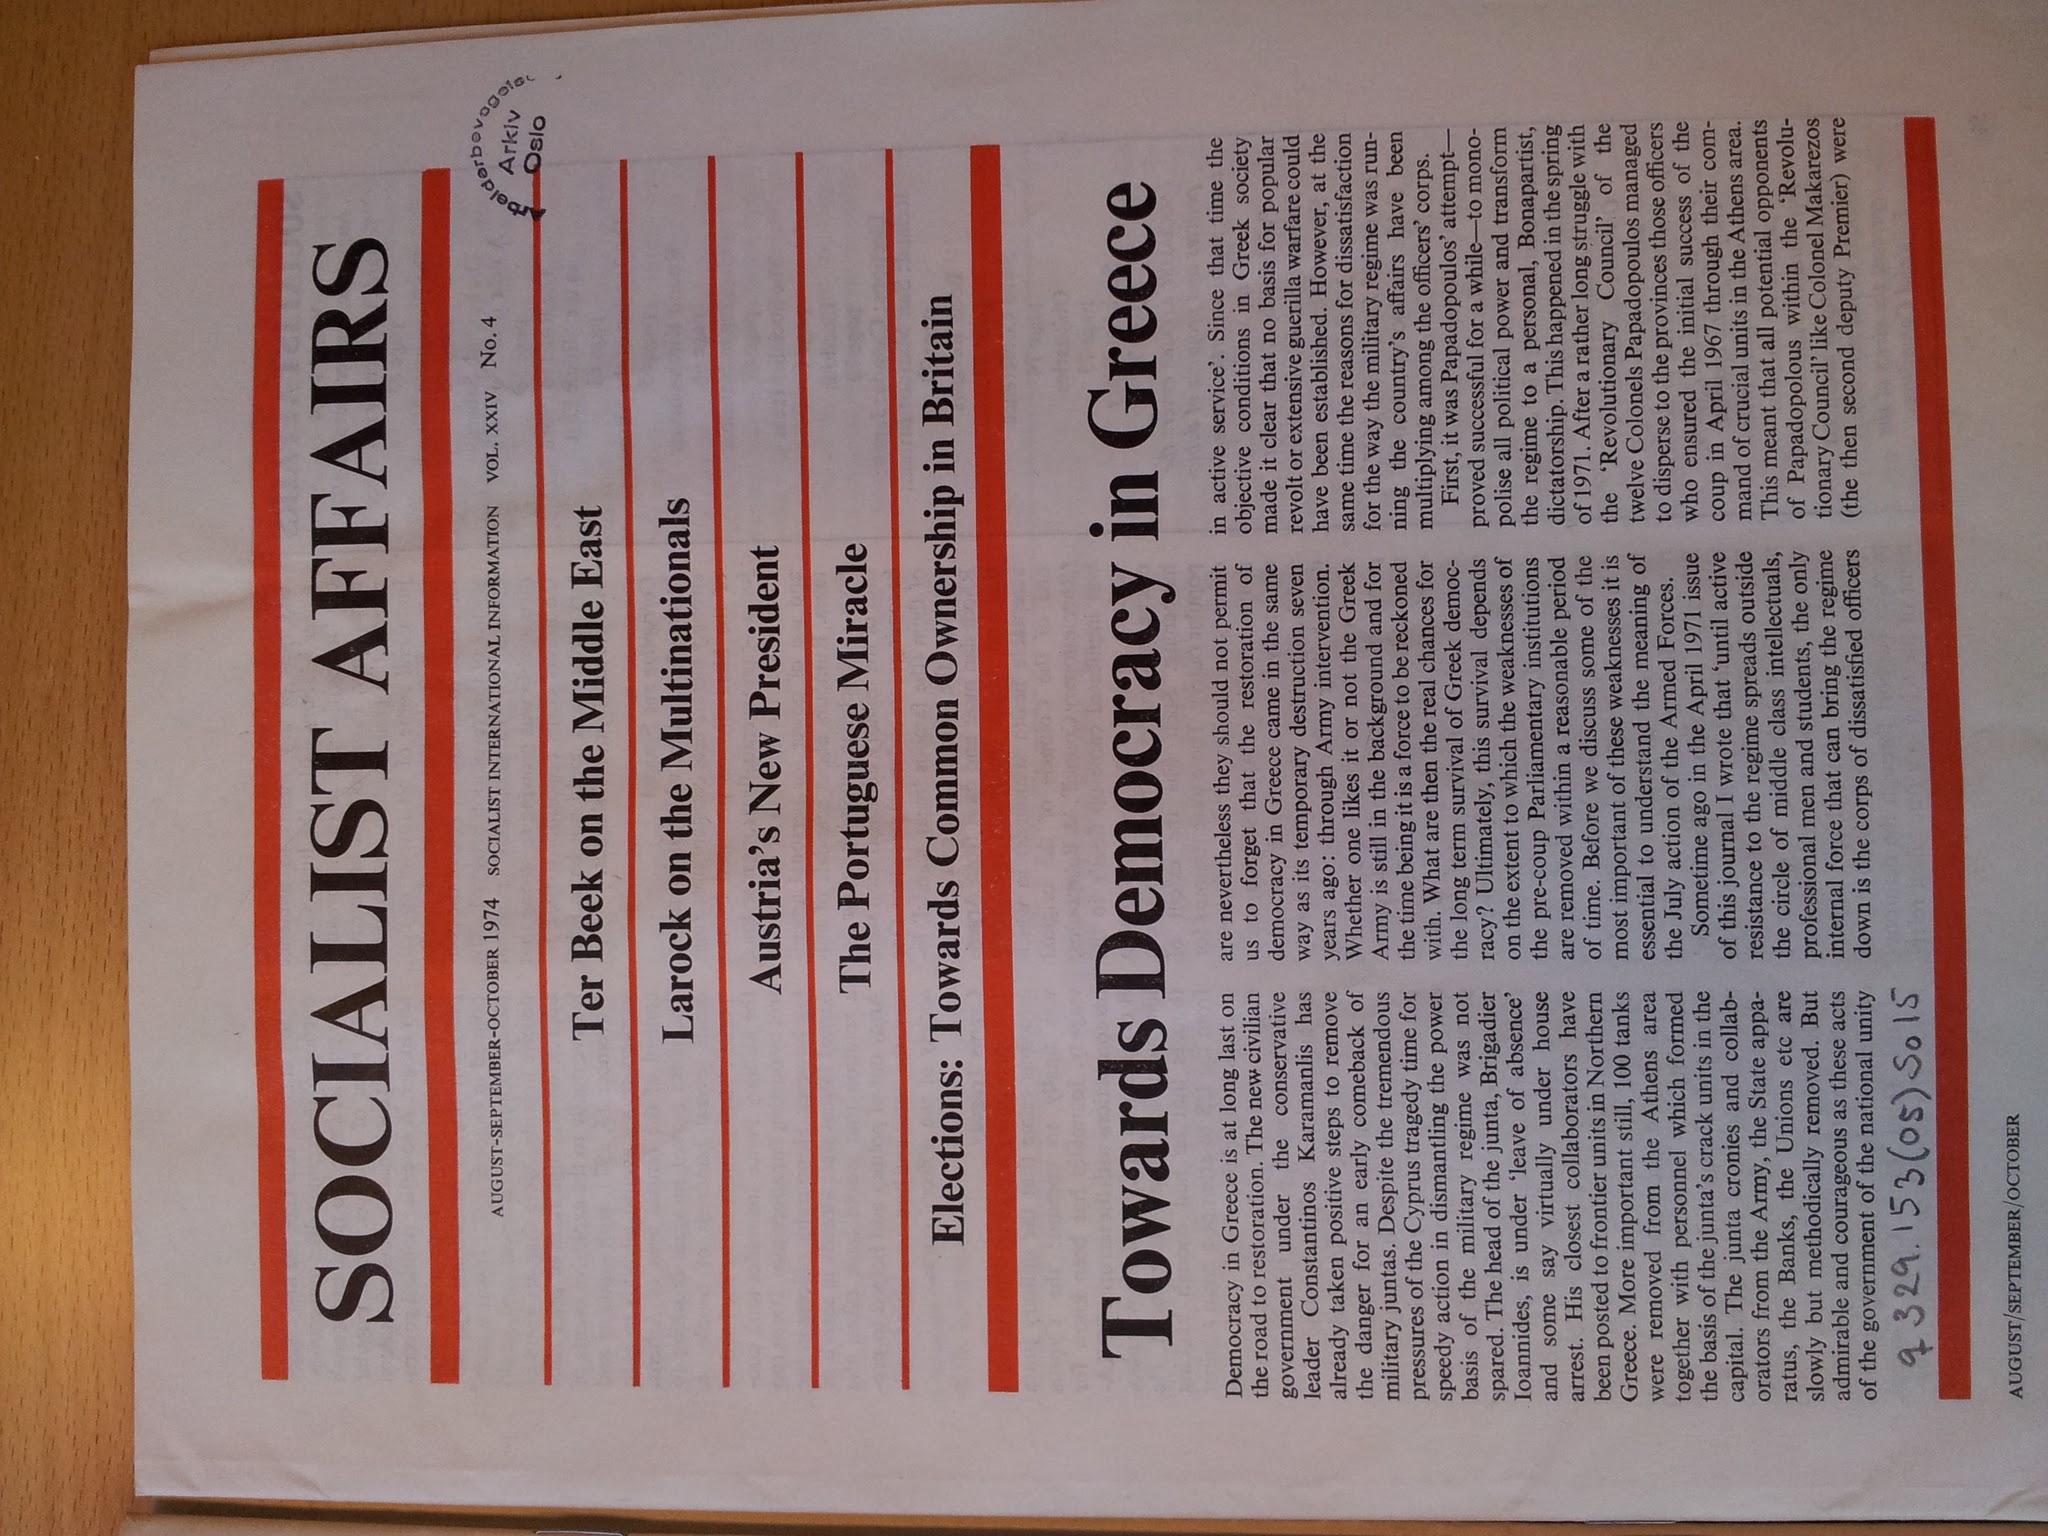 SOCIALIST AFFAIRS
AUGUST-SEPTEMBER-OCTOBER 1974 SOCIALIST INTERNATIONAL INFORMATION VOL. XXIV No. 4
Arkiv
Oslo
Ter Beek on the Middle East
Larock on the Multinationals
Austria's New President
The Portuguese Miracle
Elections: Towards Common Ownership in Britain
Towards Democracy in Greece
Democracy in Greece is at long last on
the road to restoration. The new civilian
government under the conservative
leader Constantinos Karamanlis has
already taken positive steps to remove
the danger for an early comeback of
military juntas. Despite the tremendous
pressures of the Cyprus tragedy time for
speedy action in dismantling the power
basis of the military regime was not
spared. The head of the junta, Brigadier
Ioannides, is under 'leave of absence'
and some say virtually under house
arrest. His closest collaborators have
been posted to frontier units in Northern
Greece. More important still, 100 tanks
were removed from the Athens area
together with personnel which formed
the basis of the junta's crack units in the
capital. The junta cronies and collab-
orators from the Army, the State appa-
ratus, the Banks, the Unions etc are
slowly but methodically removed. But
admirable and courageous as these acts
of the government of the national unity
are nevertheless they should not permit
us to forget that the restoration of
democracy in Greece came in the same
way as its temporary destruction seven
years ago: through Army intervention.
Whether one likes it or not the Greek
Army is still in the background and for
the time being it is a force to be reckoned
with. What are then the real chances for
the long term survival of Greek democ-
racy? Ultimately, this survival depends
on the extent to which the weaknesses of
the pre-coup Parliamentary institutions
are removed within a reasonable period
of time. Before we discuss some of the
most important of these weaknesses it is
essential to understand the meaning of
the July action of the Armed Forces.
Sometime ago in the April 1971 issue
of this journal I wrote that 'until active
resistance to the regime spreads outside
the circle of middle class intellectuals,
professional men and students, the only
internal force that can bring the regime
down is the corps of dissatisfied officers
in active service'. Since that time the
objective conditions in Greek society
made it clear that no basis for popular
revolt or extensive guerilla warfare could
have been established. However, at the
same time the reasons for dissatisfaction
for the way the military regime was run-
ning the country's affairs have been
multiplying among the officers' corps.
First, it was Papadopoulos' attempt—
proved successful for a while—to mono-
polise all political power and transform
the regime to a personal, Bonapartist,
dictatorship. This happened in the spring
of 1971. After a rather long struggle with
the 'Revolutionary Council' of the
twelve Colonels Papadopoulos managed
to disperse to the provinces those officers
who ensured the initial success of the
coup in April 1967 through their com-
mand of crucial units in the Athens area.
This meant that all potential opponents
of Papadopolous within the 'Revolu-
tionary Council' like Colonel Makarezos
(the then second deputy Premier) were
q 329.153(05) So15
AUGUST/SEPTEMBER/OCTOBER